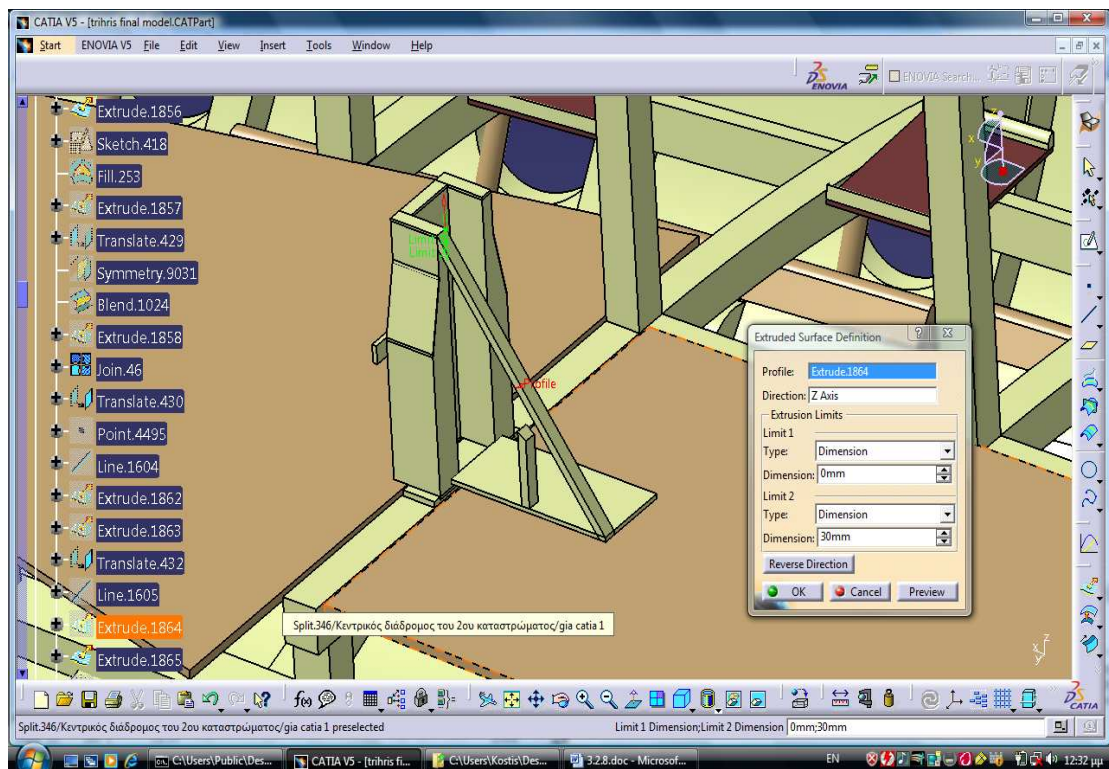 CATIA V5 - [trihris final model.CATPart]
Start ENOVIA V5 File Edit View Insert Tools Window Help
ENOVIA ENOVIA Search...
Extrude.1856
Sketch.418
Fill.253
Extrude.1857
Translate.429
Symmetry.9031
Blend.1024
Extrude.1858
Join.46
Translate.430
Point.4495
Line.1604
Extrude.1862
Extrude.1863
Translate.432
Line.1605
Extrude.1864
Extrude.1865
Limit
Limit
Profile
z
x
y
Extruded Surface Definition
Profile: Extrude.1864
Direction: Z Axis
Extrusion Limits
Limit 1
Type: Dimension
Dimension: 0mm
Limit 2
Type: Dimension
Dimension: 30mm
Reverse Direction
OK Cancel Preview
Split.346/Κεντρικός διάδρομος του 2ου καταστρώματος/gia catia 1
z
x
y
f(x)
CATIA
Split.346/Κεντρικός διάδρομος του 2ου καταστρώματος/gia catia 1 preselected
Limit 1 Dimension;Limit 2 Dimension 0mm;30mm
C:\Users\Public\Des...
CATIA V5 - [trihris fi...
C:\Users\Kostis\Des...
3.2.8.doc - Microsof...
EN
12:32 μμ